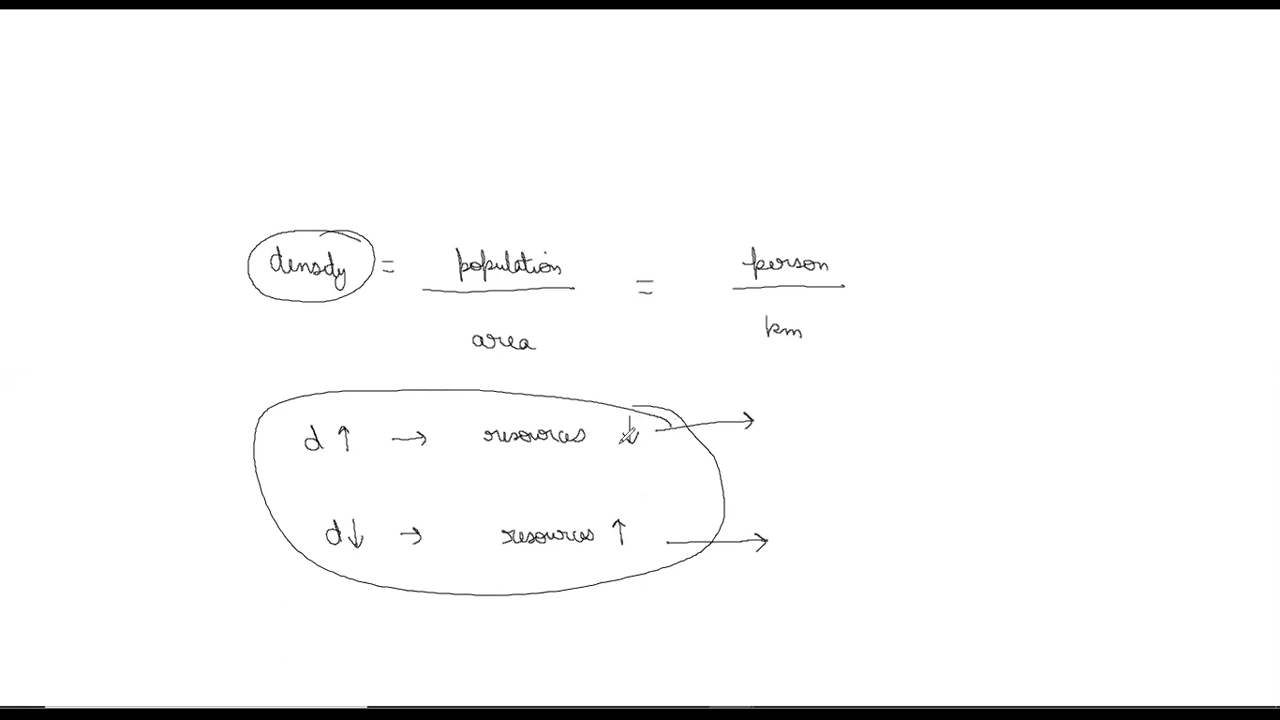 density = population / area = person / km
d ↑ → resources ↓ →
d ↓ → resources ↑ →